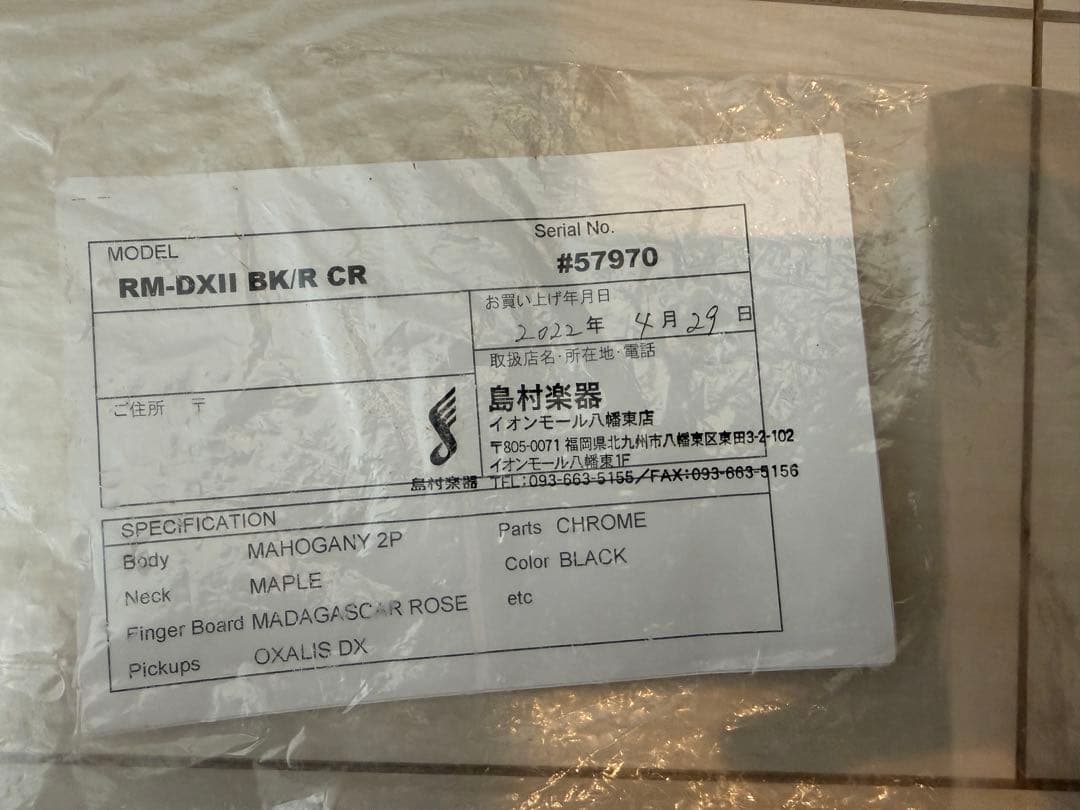 MODEL
RM-DXII BK/R CR
Serial No.
#57970
お買い上げ年月日
2022年 4月29日
取扱店名・所在地・電話
ご住所 〒
島村楽器
島村楽器
イオンモール八幡東店
〒805-0071 福岡県北九州市八幡東区東田3-2-102
イオンモール八幡東1F
TEL:093-663-5155/FAX:093-663-5156
SPECIFICATION
Body MAHOGANY 2P
Neck MAPLE
Finger Board MADAGASCAR ROSE
Pickups OXALIS DX
Parts CHROME
Color BLACK
etc